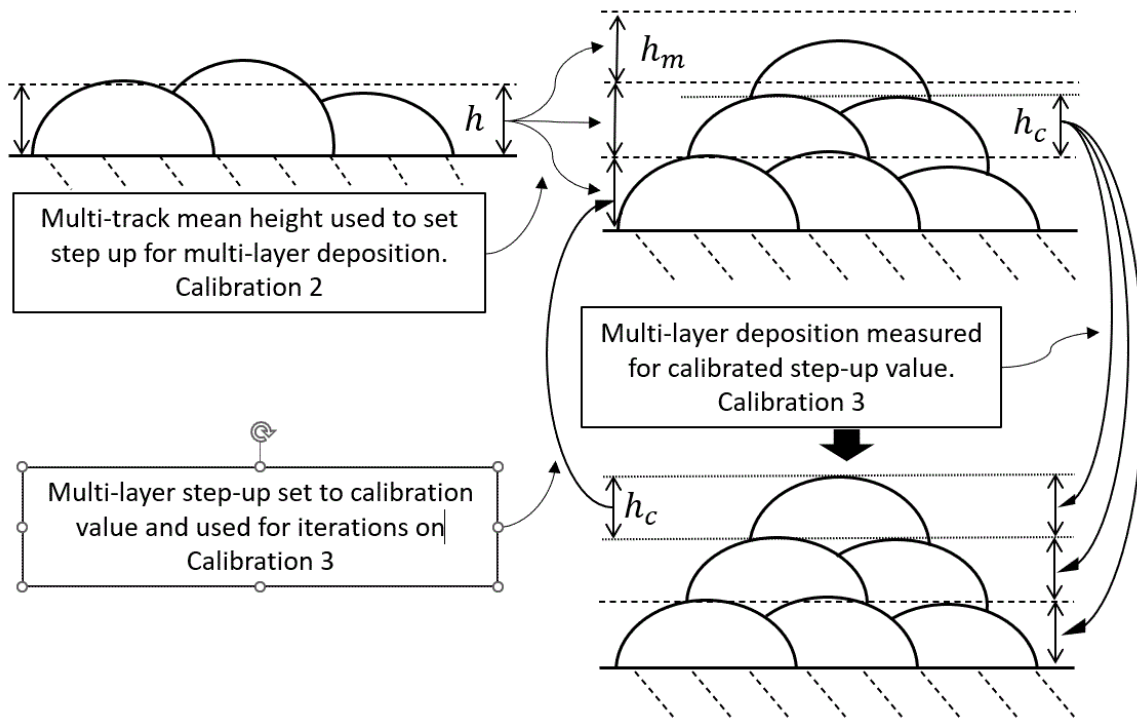 h
h_m
h_c
Multi-track mean height used to set
step up for multi-layer deposition.
Calibration 2
Multi-layer deposition measured
for calibrated step-up value.
Calibration 3
Multi-layer step-up set to calibration
value and used for iterations on
Calibration 3
h_c